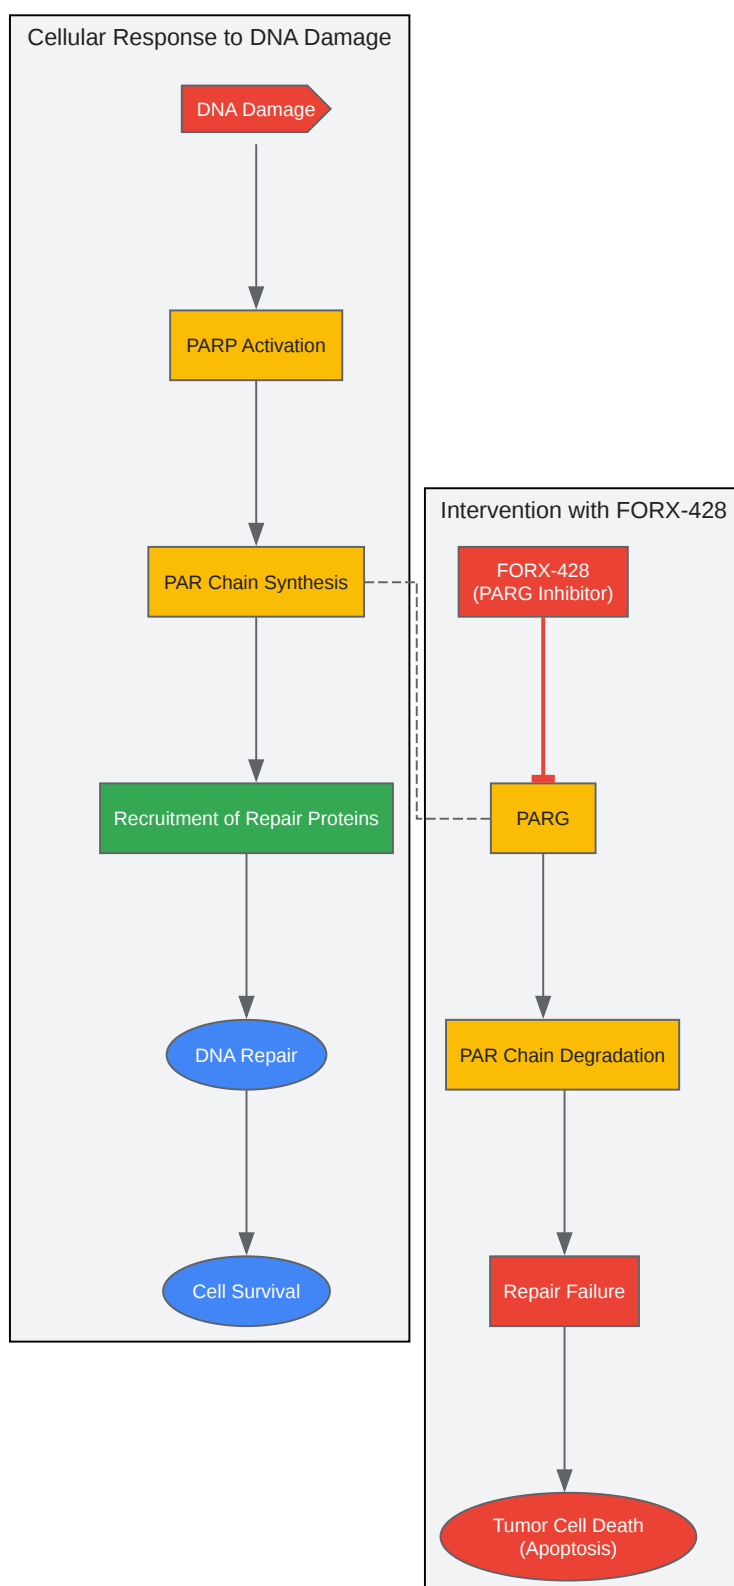 Cellular Response to DNA Damage
DNA Damage
PARP Activation
PAR Chain Synthesis
Recruitment of Repair Proteins
DNA Repair
Cell Survival
Intervention with FORX-428
FORX-428
(PARG Inhibitor)
PARG
PAR Chain Degradation
Repair Failure
Tumor Cell Death
(Apoptosis)